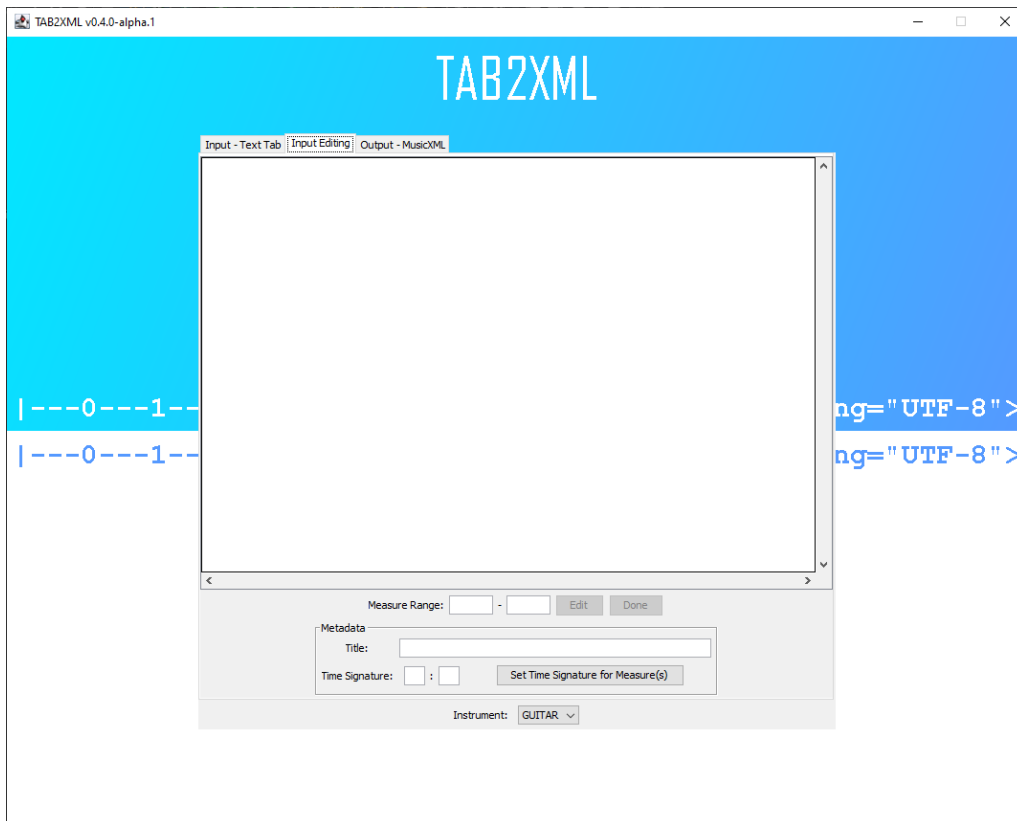 TAB2XML v0.4.0-alpha.1
TAB2XML
Input - Text Tab Input Editing Output - MusicXML
|---0---1-- ng="UTF-8">
|---0---1-- ng="UTF-8">
Measure Range: - Edit Done
Metadata
Title:
Time Signature: : Set Time Signature for Measure(s)
Instrument: GUITAR